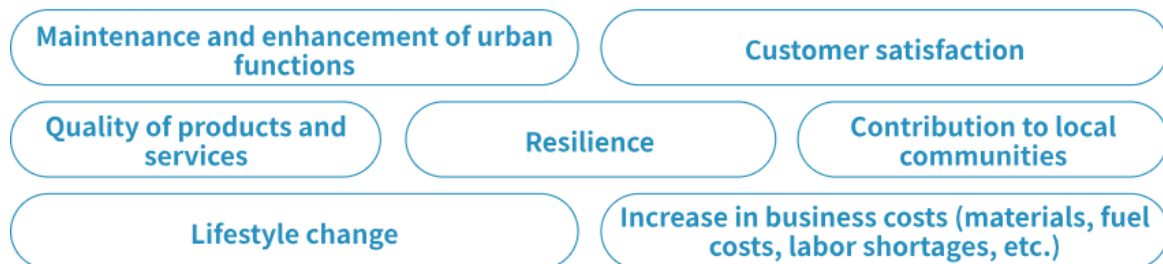 Maintenance and enhancement of urban
functions
Customer satisfaction
Quality of products and
services
Resilience
Contribution to local
communities
Lifestyle change
Increase in business costs (materials, fuel
costs, labor shortages, etc.)